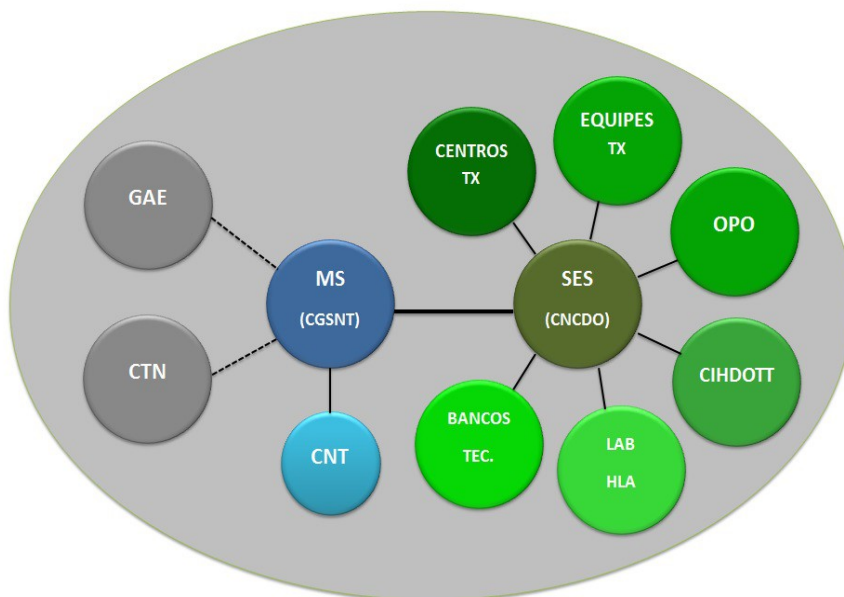 EQUIPES
TX
CENTROS
TX
GAE
OPO
MS
(CGSNT)
SES
(CNCDO)
CTN
CIHDOTT
BANCOS
TEC.
CNT
LAB
HLA